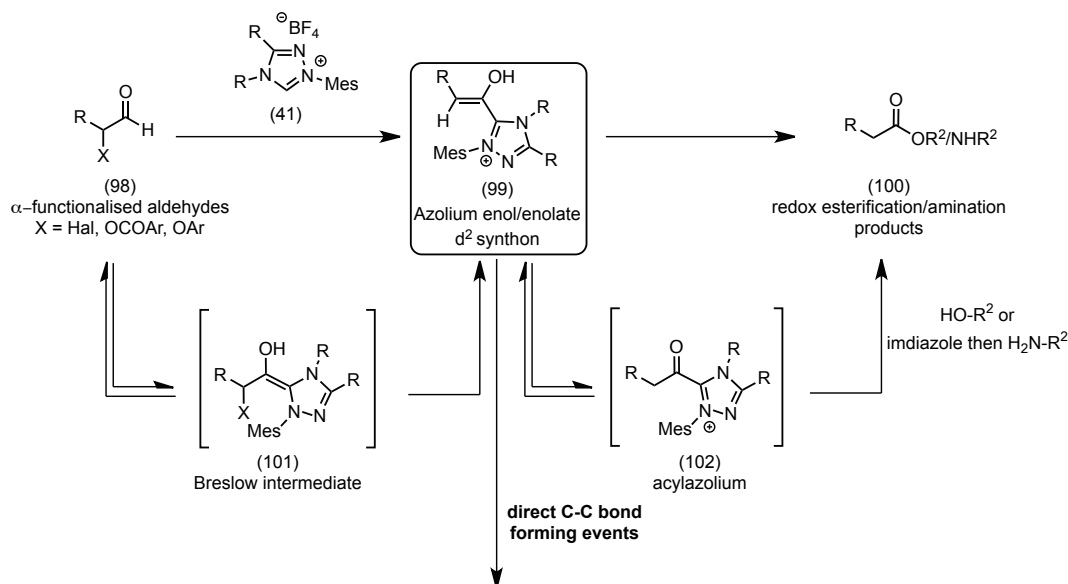 ⊖
BF4
R
N
N
⊕
R
N
Mes
(41)
O
R
H
X
(98)
α−functionalised aldehydes
X = Hal, OCOAr, OAr
R
OH
H
R
N
Mes
N
⊕
N
R
(99)
Azolium enol/enolate
d2 synthon
O
R
OR2/NHR2
(100)
redox esterification/amination
products
OH
R
R
N
R
X
N
N
Mes
(101)
Breslow intermediate
O
R
R
N
R
N
N
Mes
⊕
(102)
acylazolium
HO-R2 or
imdiazole then H2N-R2
direct C-C bond
forming events